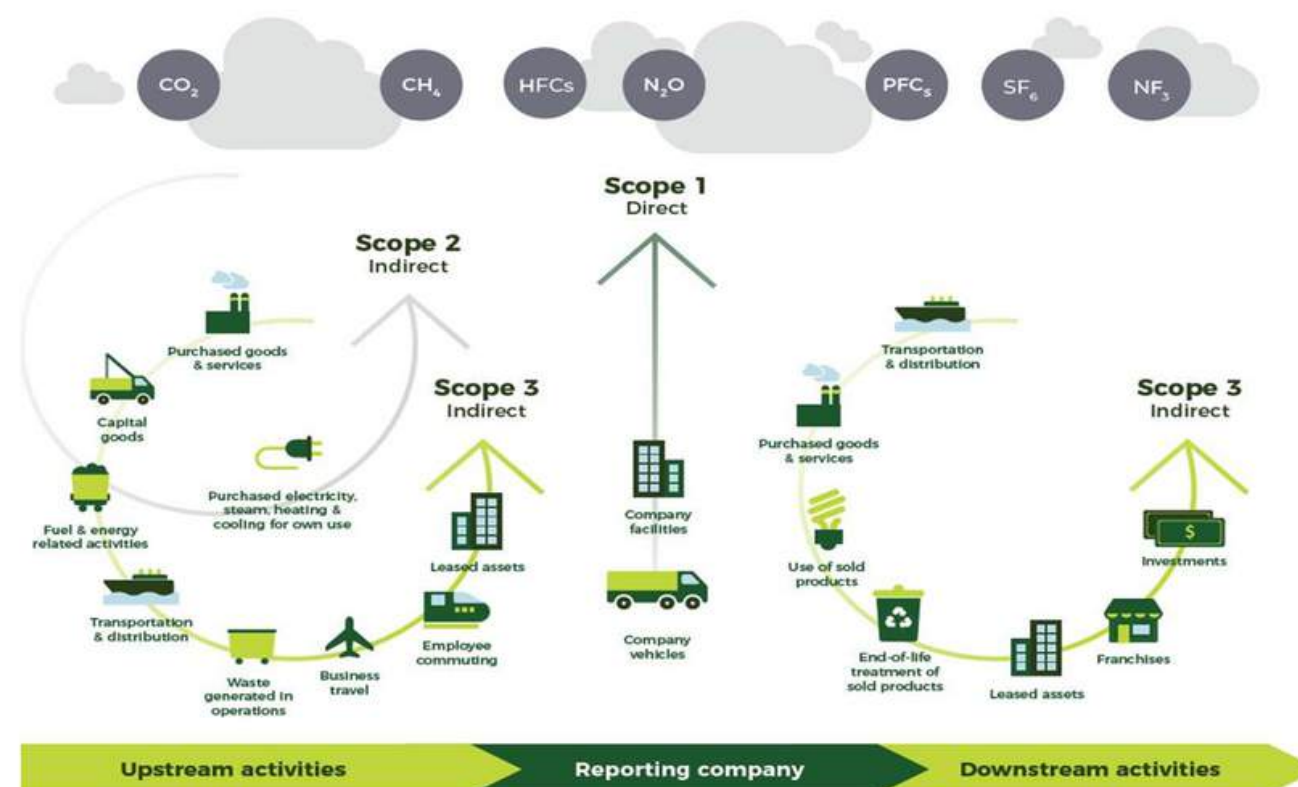 CO₂
CH₄
HFCs
N₂O
PFCₛ
SF₆
NF₃
Scope 1
Direct
Scope 2
Indirect
Purchased goods
& services
Capital
goods
Fuel & energy
related activities
Purchased electricity,
steam, heating &
cooling for own use
Transportation
& distribution
Waste
generated in
operations
Business
travel
Employee
commuting
Leased assets
Scope 3
Indirect
Company
facilities
Company
vehicles
Transportation
& distribution
Purchased goods
& services
Use of sold
products
End-of-life
treatment of
sold products
Leased assets
Franchises
$
Investments
Scope 3
Indirect
Upstream activities
Reporting company
Downstream activities